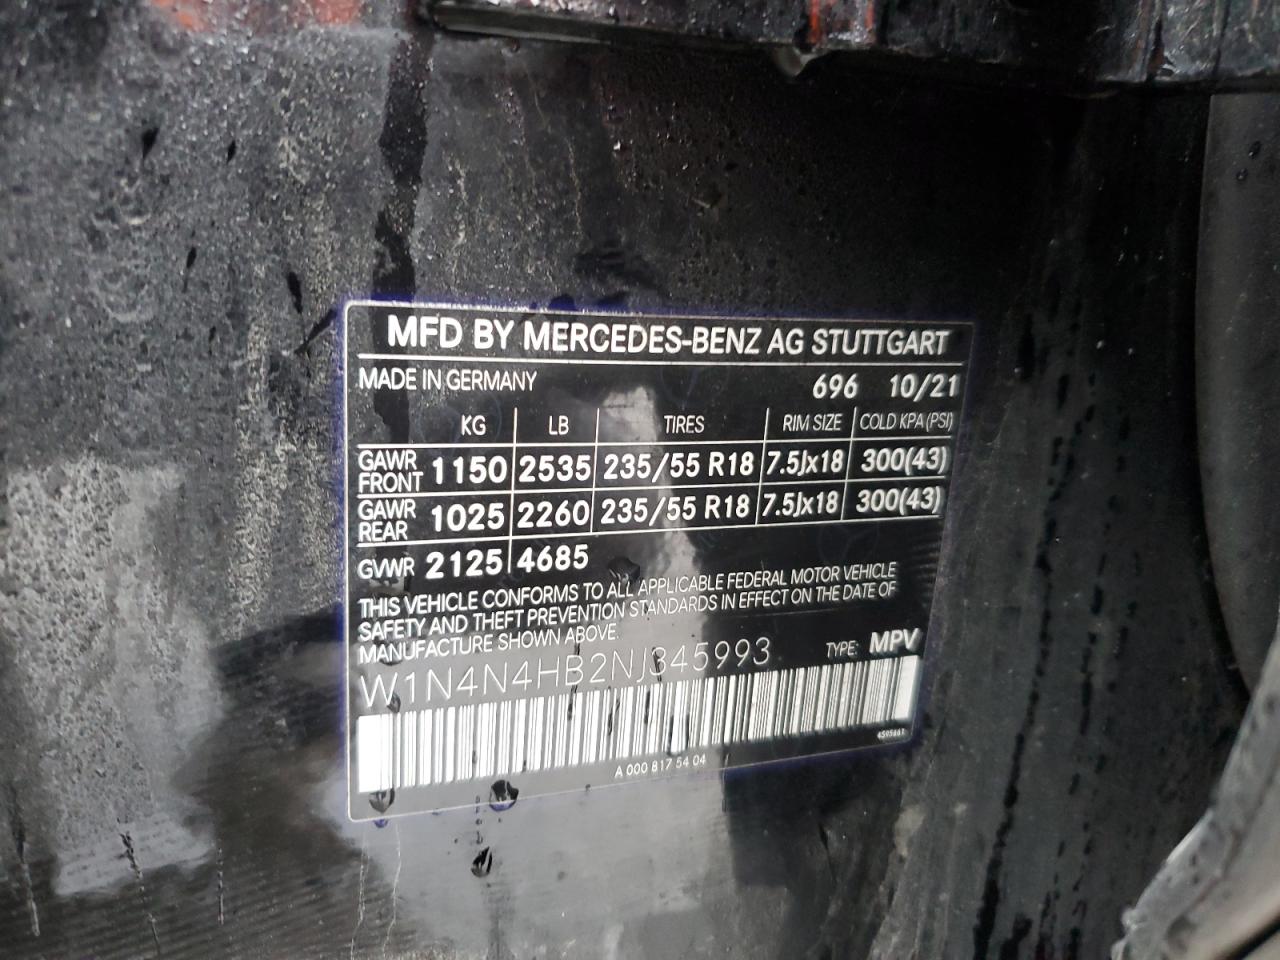 MFD BY MERCEDES-BENZ AG STUTTGART
MADE IN GERMANY 696 10/21
KG LB TIRES RIM SIZE COLD KPA (PSI)
GAWR FRONT 1150 2535 235/55 R18 7.5Jx18 300(43)
GAWR REAR 1025 2260 235/55 R18 7.5Jx18 300(43)
GVWR 2125 4685
THIS VEHICLE CONFORMS TO ALL APPLICABLE FEDERAL MOTOR VEHICLE
SAFETY AND THEFT PREVENTION STANDARDS IN EFFECT ON THE DATE OF
MANUFACTURE SHOWN ABOVE.
W1N4N4HB2NJ345993 TYPE: MPV
A 000 817 54 04